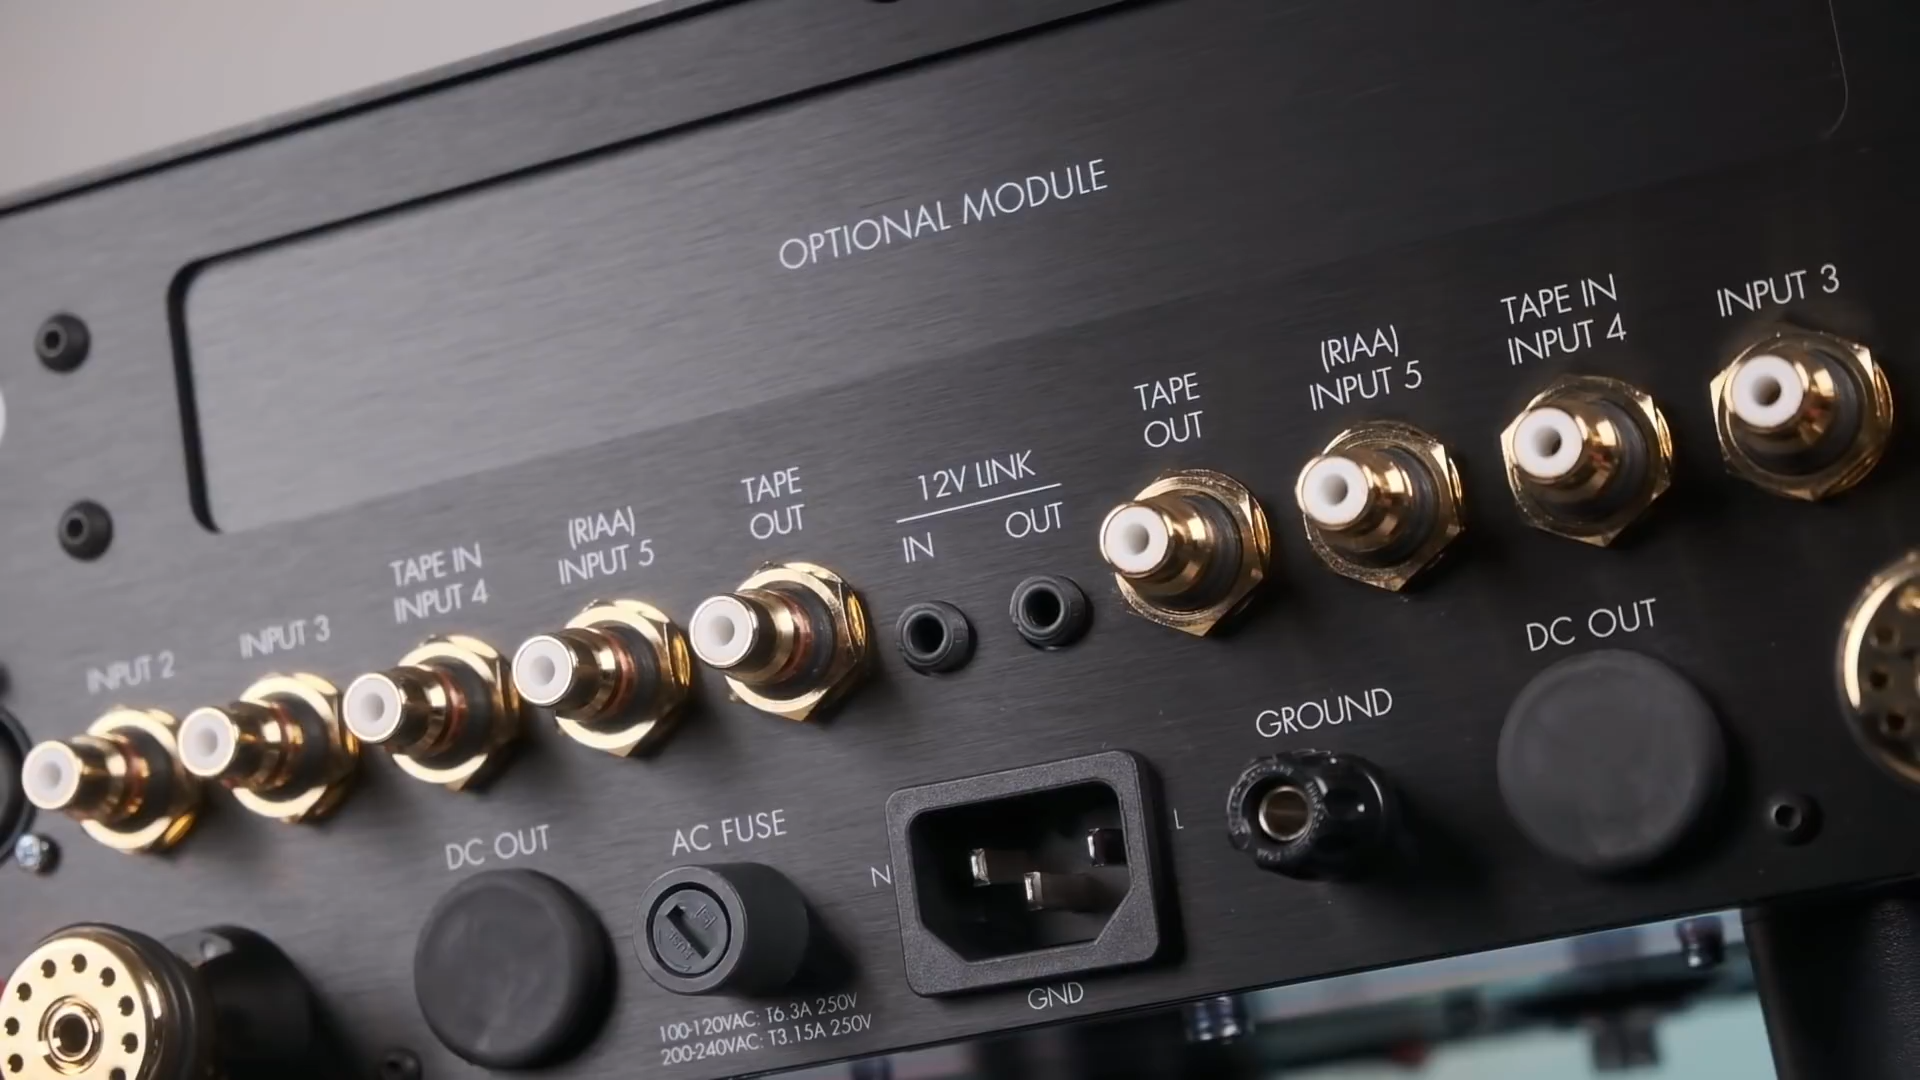 OPTIONAL MODULE
INPUT 2
INPUT 3
TAPE IN
INPUT 4
(RIAA)
INPUT 5
TAPE
OUT
12V LINK
IN
OUT
TAPE
OUT
(RIAA)
INPUT 5
TAPE IN
INPUT 4
INPUT 3
DC OUT
AC FUSE
100-120VAC: T6.3A 250V
200-240VAC: T3.15A 250V
N
L
GND
GROUND
DC OUT